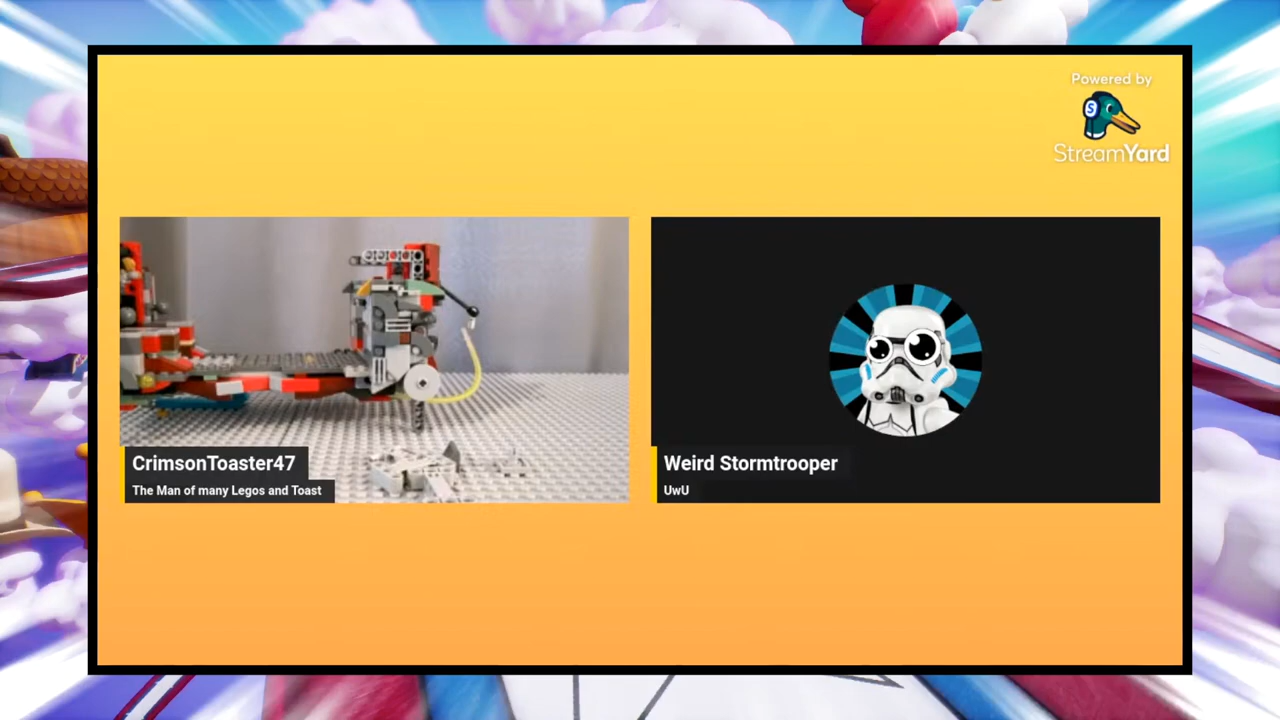 Powered by
S
StreamYard
CrimsonToaster47
The Man of many Legos and Toast
Weird Stormtrooper
UwU